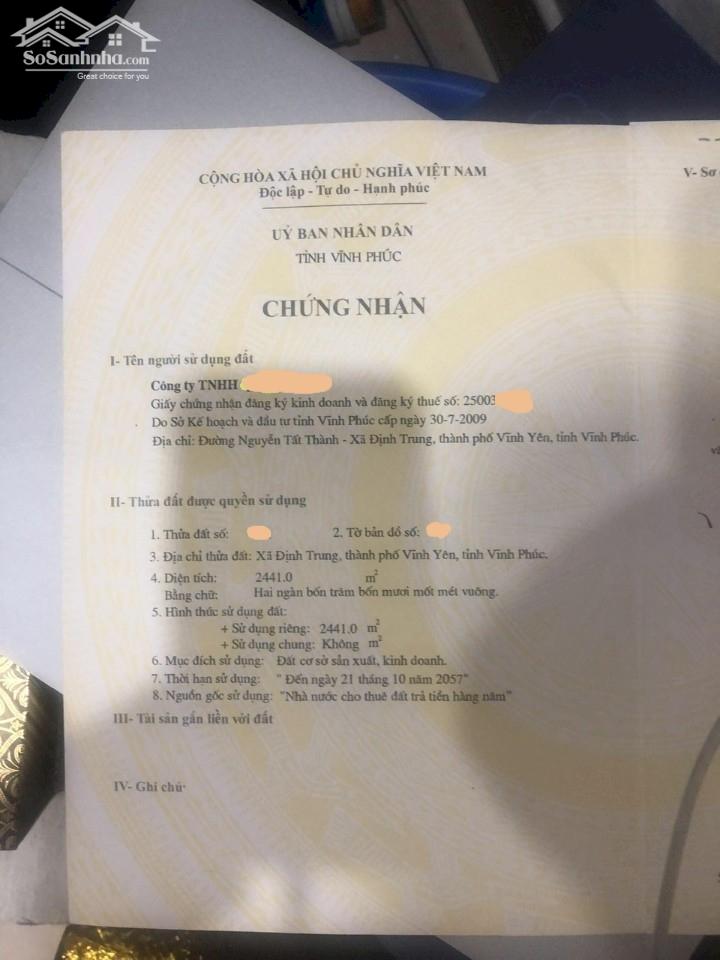 SoSanhnha.com
Great choice for you
CỘNG HÒA XÃ HỘI CHỦ NGHĨA VIỆT NAM
Độc lập - Tự do - Hạnh phúc
UỶ BAN NHÂN DÂN
TỈNH VĨNH PHÚC
CHỨNG NHẬN
I- Tên người sử dụng đất
Công ty TNHH
Giấy chứng nhận đăng ký kinh doanh và đăng ký thuế số: 25003
Do Sở Kế hoạch và đầu tư tỉnh Vĩnh Phúc cấp ngày 30-7-2009
Địa chỉ: Đường Nguyễn Tất Thành - Xã Định Trung, thành phố Vĩnh Yên, tỉnh Vĩnh Phúc.
II- Thửa đất được quyền sử dụng
1. Thửa đất số: 2. Tờ bản đồ số:
3. Địa chỉ thửa đất: Xã Định Trung, thành phố Vĩnh Yên, tỉnh Vĩnh Phúc.
4. Diện tích: 2441.0 m²
Bằng chữ: Hai ngàn bốn trăm bốn mươi mốt mét vuông.
5. Hình thức sử dụng đất:
+ Sử dụng riêng: 2441.0 m²
+ Sử dụng chung: Không m²
6. Mục đích sử dụng: Đất cơ sở sản xuất, kinh doanh.
7. Thời hạn sử dụng: " Đến ngày 21 tháng 10 năm 2057"
8. Nguồn gốc sử dụng: "Nhà nước cho thuê đất trả tiền hàng năm"
III- Tài sản gắn liền với đất
IV- Ghi chú
V- Sơ